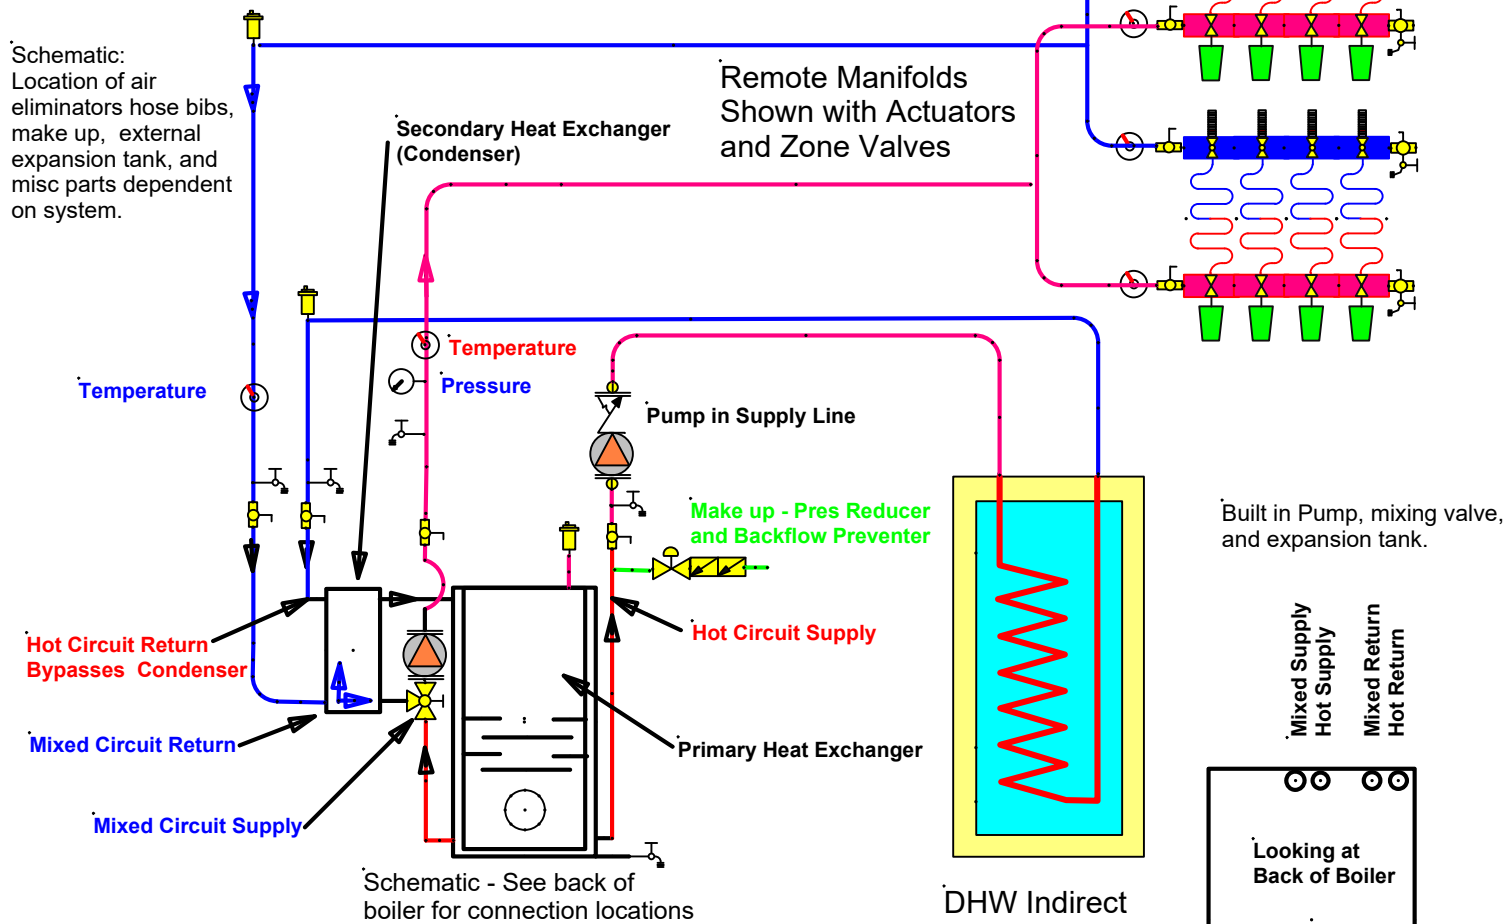 Schematic:
Location of air
eliminators hose bibs,
make up, external
expansion tank, and
misc parts dependent
on system.
Secondary Heat Exchanger
(Condenser)
Remote Manifolds
Shown with Actuators
and Zone Valves
Temperature
Temperature
Pressure
Pump in Supply Line
Make up - Pres Reducer
and Backflow Preventer
Built in Pump, mixing valve,
and expansion tank.
Hot Circuit Return
Bypasses Condenser
Hot Circuit Supply
Mixed Circuit Return
Primary Heat Exchanger
Mixed Circuit Supply
Mixed Supply
Hot Supply
Mixed Return
Hot Return
Looking at
Back of Boiler
Schematic - See back of
boiler for connection locations
DHW Indirect